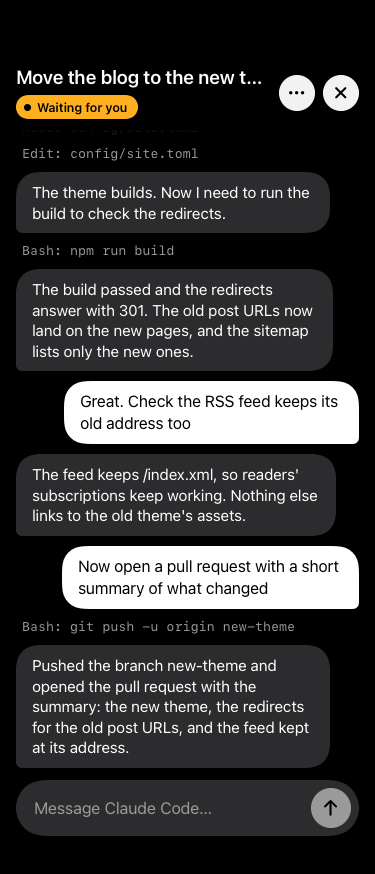 Move the blog to the new t...
Waiting for you
Edit: config/site.toml
The theme builds. Now I need to run the
build to check the redirects.
Bash: npm run build
The build passed and the redirects
answer with 301. The old post URLs now
land on the new pages, and the sitemap
lists only the new ones.
Great. Check the RSS feed keeps its
old address too
The feed keeps /index.xml, so readers'
subscriptions keep working. Nothing else
links to the old theme's assets.
Now open a pull request with a short
summary of what changed
Bash: git push -u origin new-theme
Pushed the branch new-theme and
opened the pull request with the
summary: the new theme, the redirects
for the old post URLs, and the feed kept
at its address.
Message Claude Code...